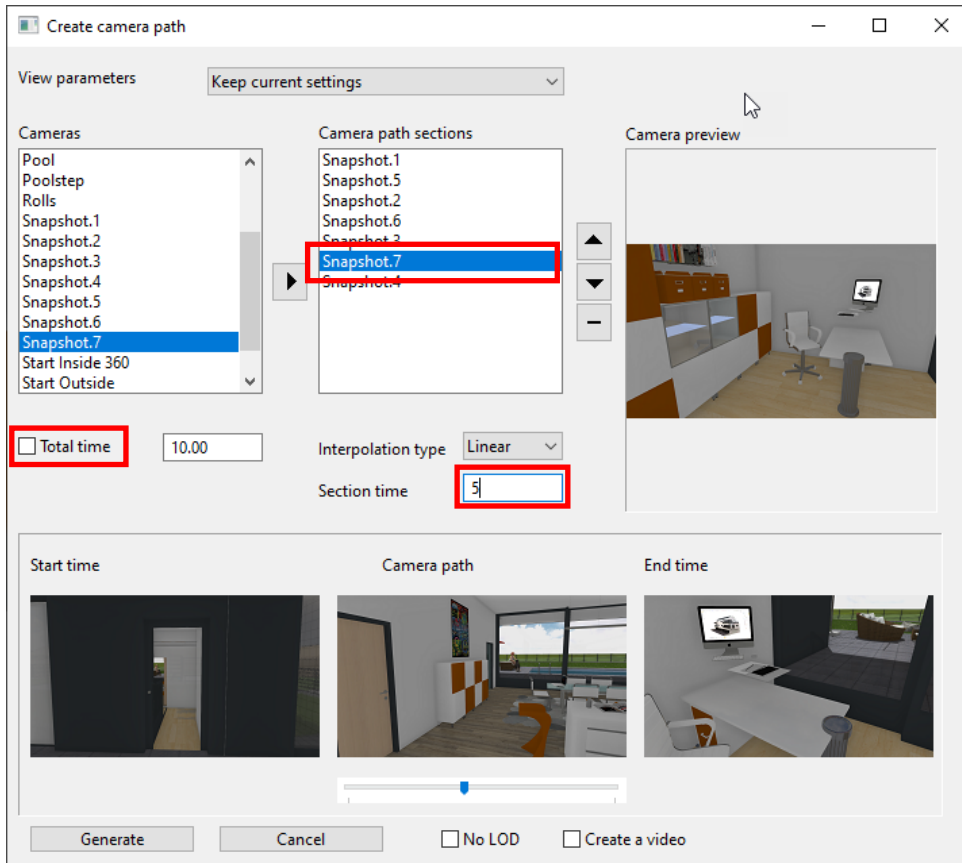 Create camera path
View parameters
Keep current settings
Cameras
Camera path sections
Camera preview
Pool
Poolstep
Rolls
Snapshot.1
Snapshot.2
Snapshot.3
Snapshot.4
Snapshot.5
Snapshot.6
Snapshot.7
Start Inside 360
Start Outside
Snapshot.1
Snapshot.5
Snapshot.2
Snapshot.6
Snapshot.3
Snapshot.7
Snapshot.4
Total time
10.00
Interpolation type
Linear
Section time
5
Start time
Camera path
End time
Generate
Cancel
No LOD
Create a video